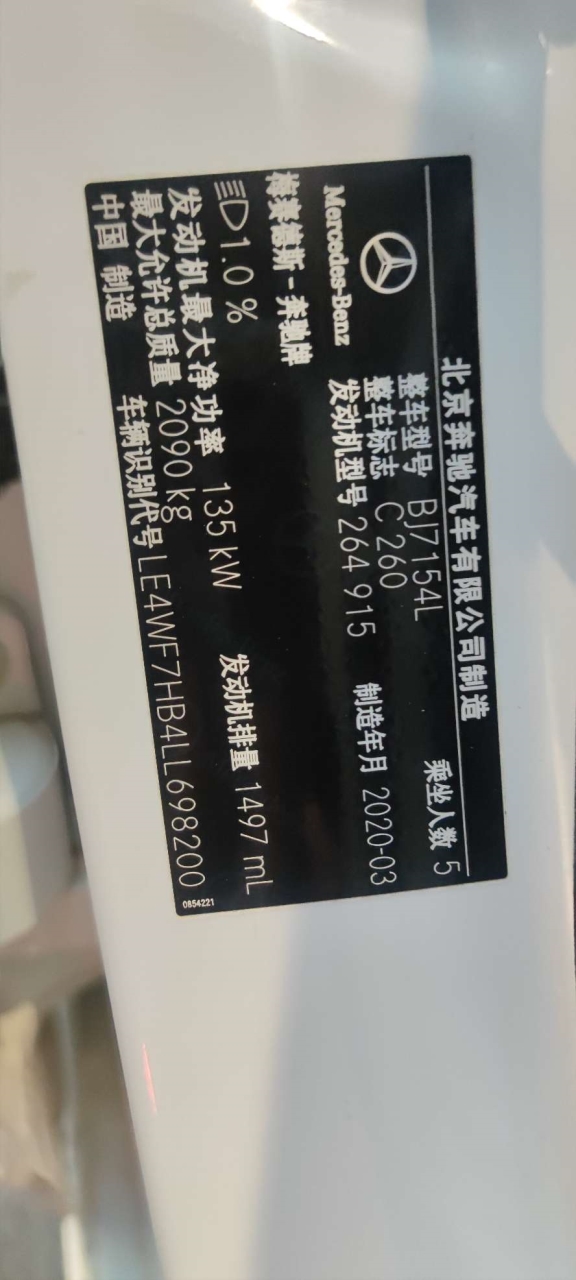 北京奔驰汽车有限公司制造
整车型号 BJ7154L 乘坐人数 5
整车标志 C 260
Mercedes-Benz 发动机型号 264 915 制造年月 2020-03
梅赛德斯-奔驰牌
1.0 %
发动机最大净功率 135 kW 发动机排量 1497 mL
最大允许总质量 2090 kg
中国 制造 车辆识别代号 LE4WF7HB4LL698200
0854221